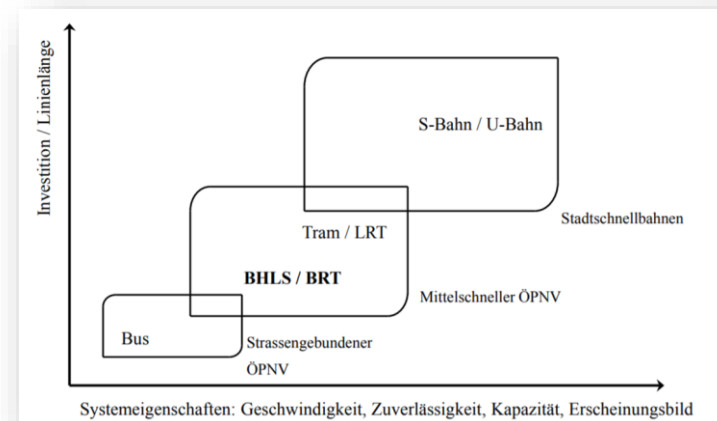 Investition / Linienlänge
S-Bahn / U-Bahn
Stadtschnellbahnen
Tram / LRT
BHLS / BRT
Mittelschneller ÖPNV
Bus
Strassengebundener
ÖPNV
Systemeigenschaften: Geschwindigkeit, Zuverlässigkeit, Kapazität, Erscheinungsbild